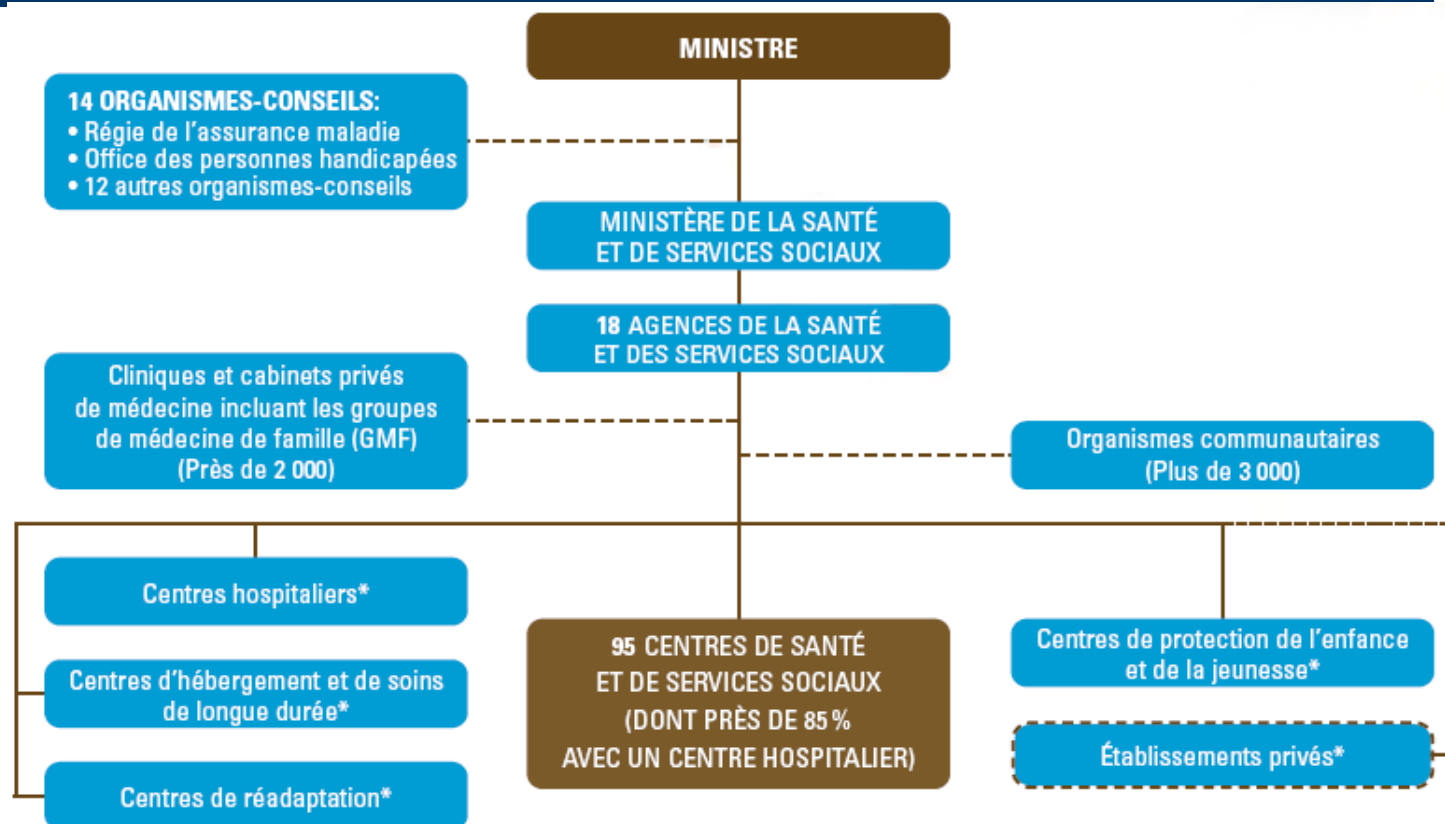 MINISTRE
14 ORGANISMES-CONSEILS:
• Régie de l'assurance maladie
• Office des personnes handicapées
• 12 autres organismes-conseils
MINISTÈRE DE LA SANTÉ
ET DE SERVICES SOCIAUX
18 AGENCES DE LA SANTÉ
ET DES SERVICES SOCIAUX
Cliniques et cabinets privés
de médecine incluant les groupes
de médecine de famille (GMF)
(Près de 2 000)
Organismes communautaires
(Plus de 3 000)
Centres hospitaliers*
Centres d'hébergement et de soins
de longue durée*
Centres de réadaptation*
95 CENTRES DE SANTÉ
ET DE SERVICES SOCIAUX
(DONT PRÈS DE 85 %
AVEC UN CENTRE HOSPITALIER)
Centres de protection de l'enfance
et de la jeunesse*
Établissements privés*